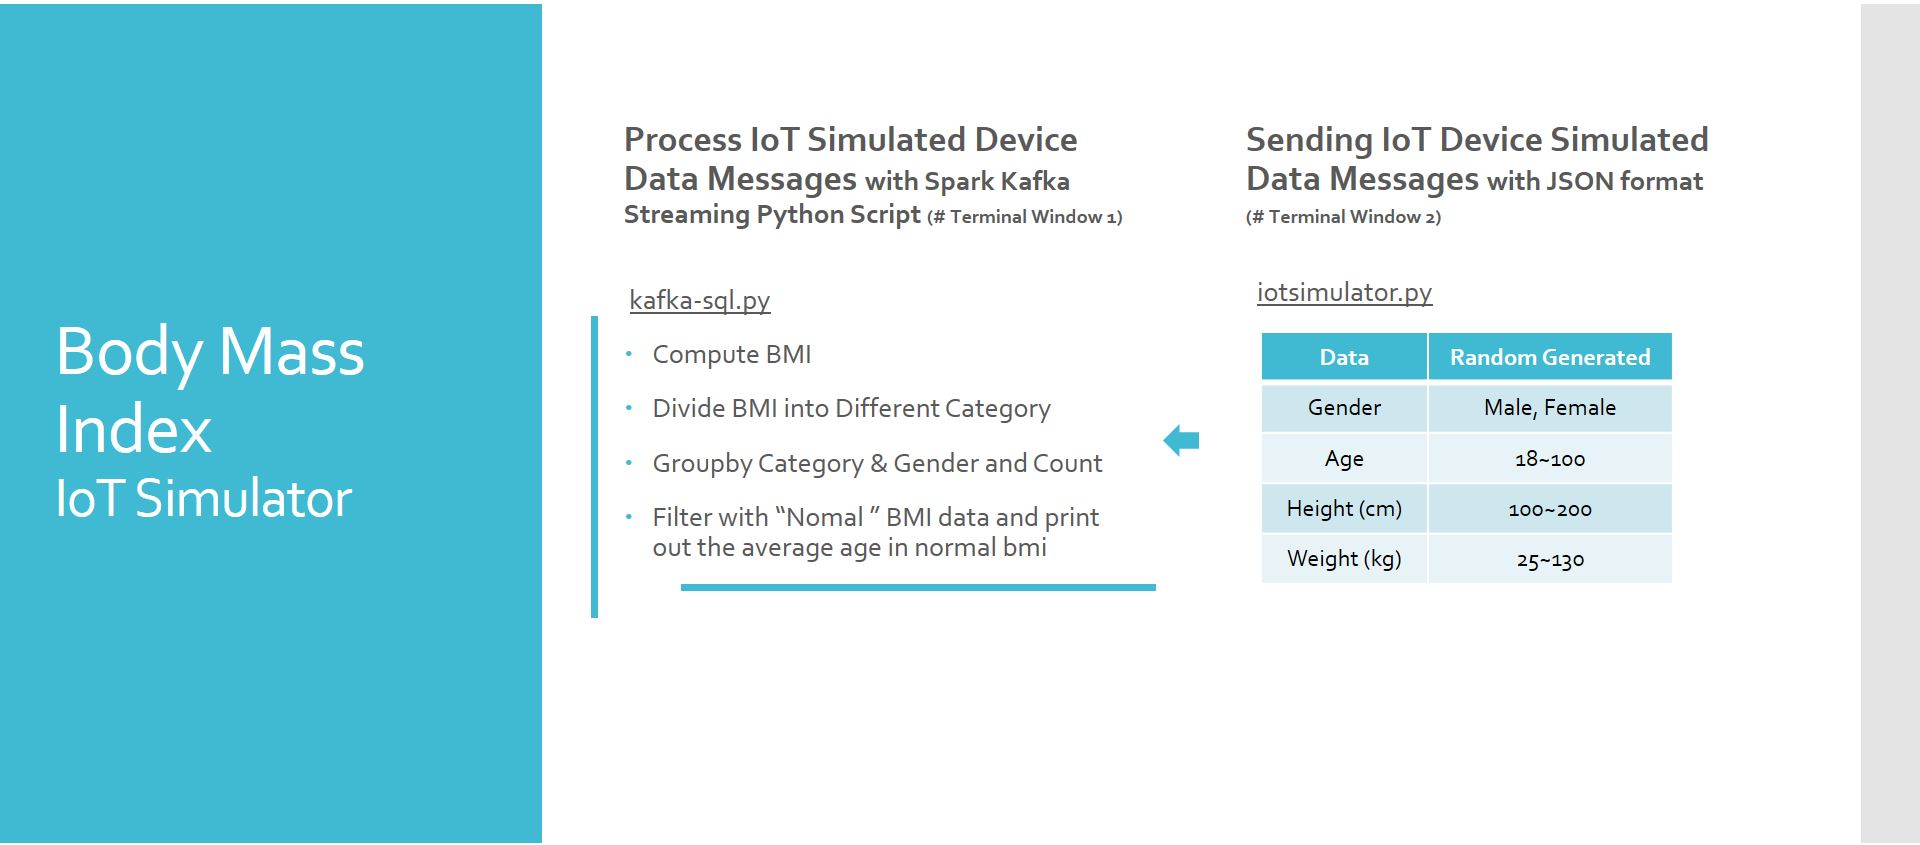 Body Mass
Index
IoT Simulator
Process IoT Simulated Device
Data Messages with Spark Kafka
Streaming Python Script (# Terminal Window 1)
kafka-sql.py
• Compute BMI
• Divide BMI into Different Category
• Groupby Category & Gender and Count
• Filter with “Nomal ” BMI data and print
out the average age in normal bmi
Sending IoT Device Simulated
Data Messages with JSON format
(# Terminal Window 2)
iotsimulator.py
Data Random Generated
Gender Male, Female
Age 18~100
Height (cm) 100~200
Weight (kg) 25~130